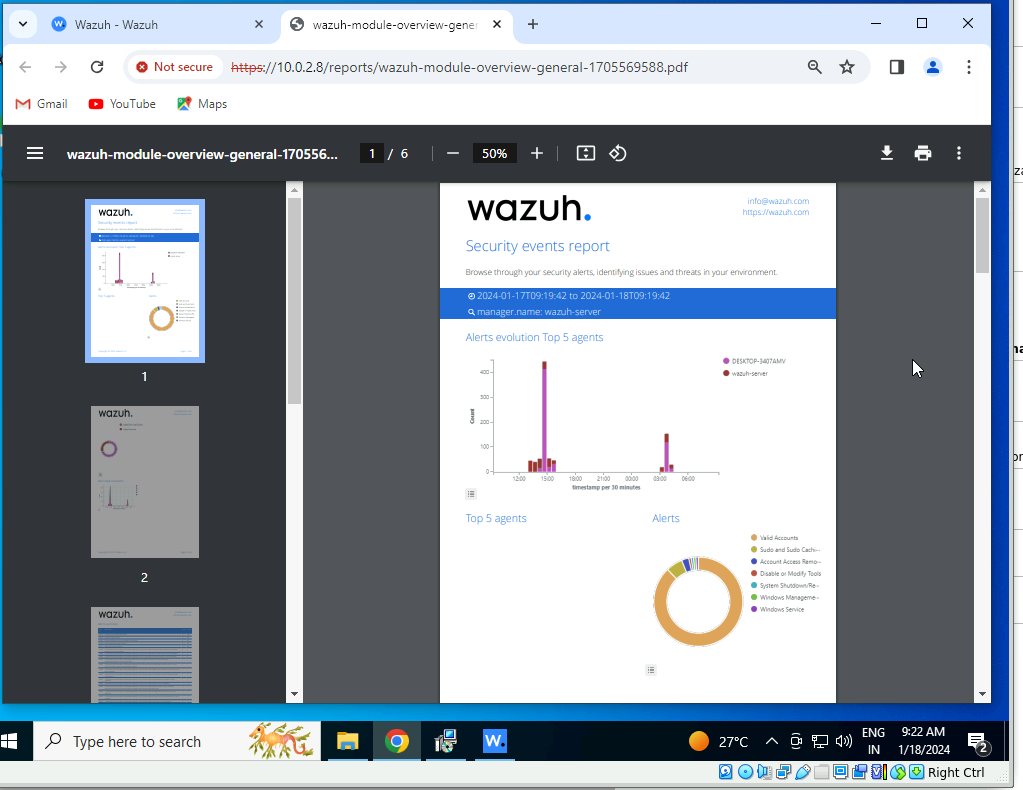 Wazuh - Wazuh
wazuh-module-overview-gener
Not secure
https://10.0.2.8/reports/wazuh-module-overview-general-1705569588.pdf
Gmail
YouTube
Maps
wazuh-module-overview-general-170556...
1 / 6
50%
wazuh.
info@wazuh.com
https://wazuh.com
Security events report
Browse through your security alerts, identifying issues and threats in your environment.
2024-01-17T09:19:42 to 2024-01-18T09:19:42
manager.name: wazuh-server
Alerts evolution Top 5 agents
DESKTOP-3407AMV
wazuh-server
400
300
200
100
0
Count
12:00 15:00 18:00 21:00 00:00 03:00 06:00
timestamp per 30 minutes
Top 5 agents
Alerts
Valid Accounts
Sudo and Sudo Cachi...
Account Access Remo...
Disable or Modify Tools
System Shutdown/Re...
Windows Manageme...
Windows Service
wazuh.
Security events report
1
wazuh.
2
wazuh.
Type here to search
W.
27°C
ENG
IN
9:22 AM
1/18/2024
2
Right Ctrl